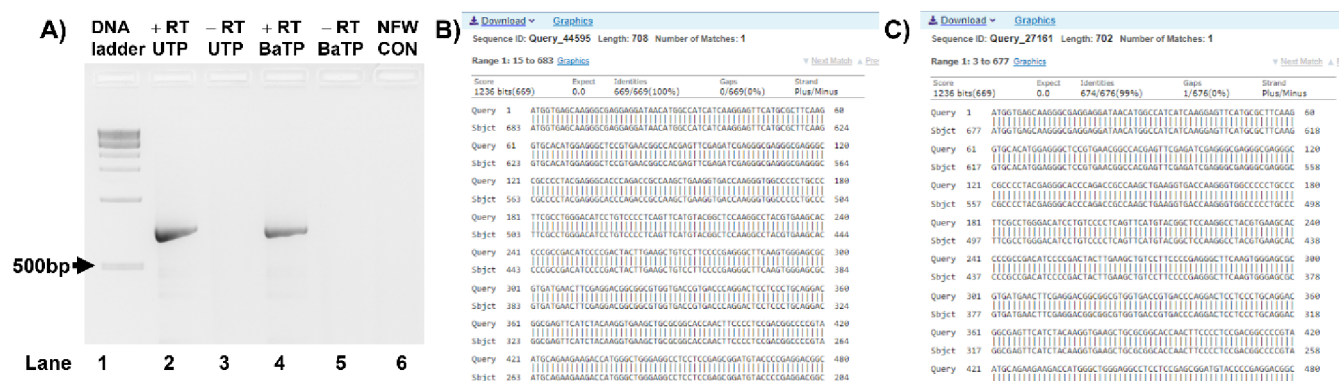 A)
DNA ladder
+ RT UTP
− RT UTP
+ RT BaTP
− RT BaTP
NFW CON
500bp
Lane 1 2 3 4 5 6
B)
Download Graphics
Sequence ID: Query_44595 Length: 708 Number of Matches: 1
Range 1: 15 to 683 Graphics Next Match Pre
Score Expect Identities Gaps Strand
1236 bits(669) 0.0 669/669(100%) 0/669(0%) Plus/Minus
Query 1 ATGGTGAGCAAGGGCGAGGAGGATAACATGGCCATCATCAAGGAGTTCATGCGCTTCAAG 60
Sbjct 683 ATGGTGAGCAAGGGCGAGGAGGATAACATGGCCATCATCAAGGAGTTCATGCGCTTCAAG 624
Query 61 GTGCACATGGAGGGCTCCGTGAACGGCCACGAGTTCGAGATCGAGGGCGAGGGCGAGGGC 120
Sbjct 623 GTGCACATGGAGGGCTCCGTGAACGGCCACGAGTTCGAGATCGAGGGCGAGGGCGAGGGC 564
Query 121 CGCCCCTACGAGGGCACCCAGACCGCCAAGCTGAAGGTGACCAAGGGTGGCCCCCTGCCC 180
Sbjct 563 CGCCCCTACGAGGGCACCCAGACCGCCAAGCTGAAGGTGACCAAGGGTGGCCCCCTGCCC 504
Query 181 TTCGCCTGGGACATCCTGTCCCCTCAGTTCATGTACGGCTCCAAGGCCTACGTGAAGCAC 240
Sbjct 503 TTCGCCTGGGACATCCTGTCCCCTCAGTTCATGTACGGCTCCAAGGCCTACGTGAAGCAC 444
Query 241 CCCGCCGACATCCCCGACTACTTGAAGCTGTCCTTCCCCGAGGGCTTCAAGTGGGAGCGC 300
Sbjct 443 CCCGCCGACATCCCCGACTACTTGAAGCTGTCCTTCCCCGAGGGCTTCAAGTGGGAGCGC 384
Query 301 GTGATGAACTTCGAGGACGGCGGCGTGGTGACCGTGACCCAGGACTCCTCCCTGCAGGAC 360
Sbjct 383 GTGATGAACTTCGAGGACGGCGGCGTGGTGACCGTGACCCAGGACTCCTCCCTGCAGGAC 324
Query 361 GGCGAGTTCATCTACAAGGTGAAGCTGCGCGGCACCAACTTCCCCTCCGACGGCCCCGTA 420
Sbjct 323 GGCGAGTTCATCTACAAGGTGAAGCTGCGCGGCACCAACTTCCCCTCCGACGGCCCCGTA 264
Query 421 ATGCAGAAGAAGACCATGGGCTGGGAGGCCTCCTCCGAGCGGATGTACCCCGAGGACGGC 480
Sbjct 263 ATGCAGAAGAAGACCATGGGCTGGGAGGCCTCCTCCGAGCGGATGTACCCCGAGGACGGC 204
C)
Download Graphics
Sequence ID: Query_27161 Length: 702 Number of Matches: 1
Range 1: 3 to 677 Graphics Next Match
Score Expect Identities Gaps Strand
1236 bits(669) 0.0 674/676(99%) 1/676(0%) Plus/Minus
Query 1 ATGGTGAGCAAGGGCGAGGAGGATAACATGGCCATCATCAAGGAGTTCATGCGCTTCAAG 60
Sbjct 677 ATGGTGAGCAAGGGCGAGGAGGATAACATGGCCATCATCAAGGAGTTCATGCGCTTCAAG 618
Query 61 GTGCACATGGAGGGCTCCGTGAACGGCCACGAGTTCGAGATCGAGGGCGAGGGCGAGGGC 120
Sbjct 617 GTGCACATGGAGGGCTCCGTGAACGGCCACGAGTTCGAGATCGAGGGCGAGGGCGAGGGC 558
Query 121 CGCCCCTACGAGGGCACCCAGACCGCCAAGCTGAAGGTGACCAAGGGTGGCCCCCTGCCC 180
Sbjct 557 CGCCCCTACGAGGGCACCCAGACCGCCAAGCTGAAGGTGACCAAGGGTGGCCCCCTGCCC 498
Query 181 TTCGCCTGGGACATCCTGTCCCCTCAGTTCATGTACGGCTCCAAGGCCTACGTGAAGCAC 240
Sbjct 497 TTCGCCTGGGACATCCTGTCCCCTCAGTTCATGTACGGCTCCAAGGCCTACGTGAAGCAC 438
Query 241 CCCGCCGACATCCCCGACTACTTGAAGCTGTCCTTCCCCGAGGGCTTCAAGTGGGAGCGC 300
Sbjct 437 CCCGCCGACATCCCCGACTACTTGAAGCTGTCCTTCCCCGAGGGCTTCAAGTGGGAGCGC 378
Query 301 GTGATGAACTTCGAGGACGGCGGCGTGGTGACCGTGACCCAGGACTCCTCCCTGCAGGAC 360
Sbjct 377 GTGATGAACTTCGAGGACGGCGGCGTGGTGACCGTGACCCAGGACTCCTCCCTGCAGGAC 318
Query 361 GGCGAGTTCATCTACAAGGTGAAGCTGCGCGGCACCAACTTCCCCTCCGACGGCCCCGTA 420
Sbjct 317 GGCGAGTTCATCTACAAGGTGAAGCTGCGCGGCACCAACTTCCCCTCCGACGGCCCCGTA 258
Query 421 ATGCAGAAGAAGACCATGGGCTGGGAGGCCTCCTCCGAGCGGATGTACCCCGAGGACGGC 480